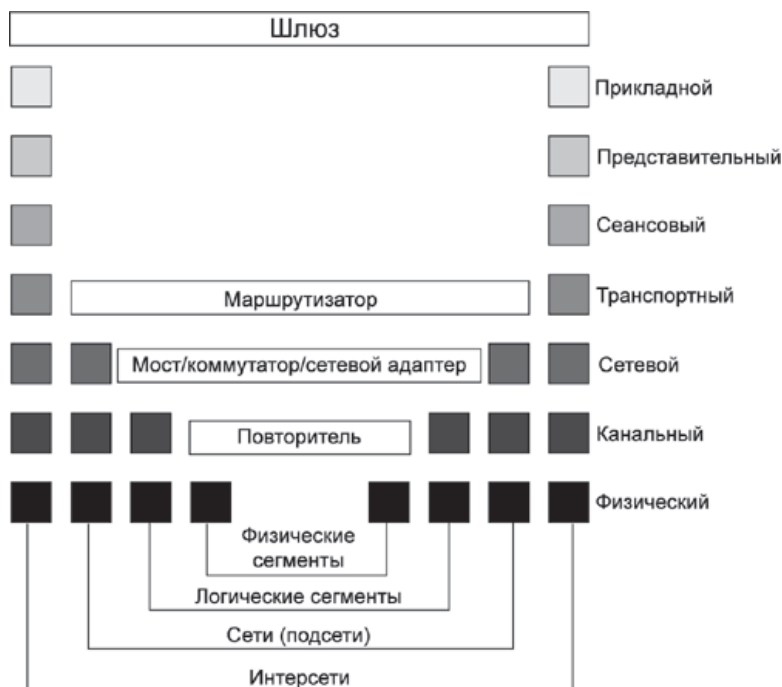 Шлюз
Прикладной
Представительный
Сеансовый
Маршрутизатор
Транспортный
Мост/коммутатор/сетевой адаптер
Сетевой
Повторитель
Канальный
Физический
Физические
сегменты
Логические сегменты
Сети (подсети)
Интерсети